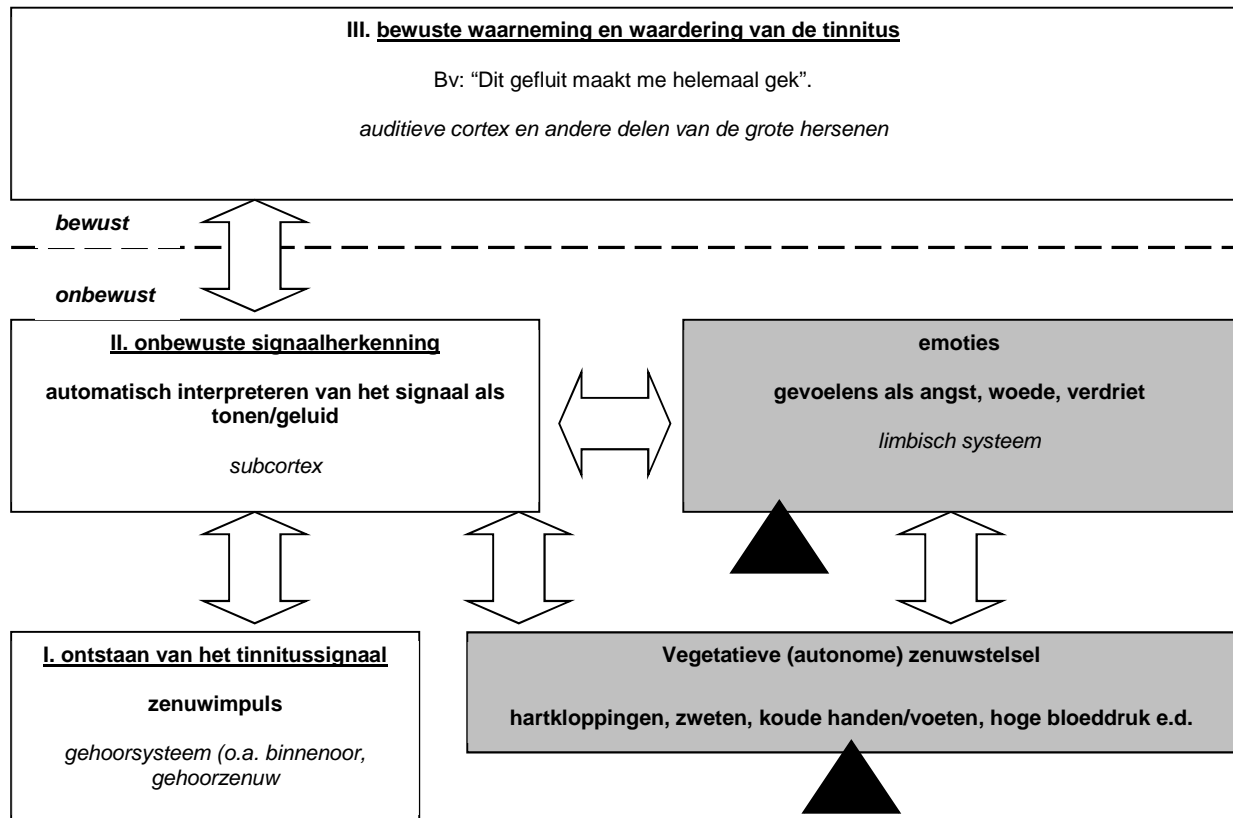 III. bewuste waarneming en waardering van de tinnitus
Bv: “Dit gefluit maakt me helemaal gek”.
auditieve cortex en andere delen van de grote hersenen
bewust
onbewust
II. onbewuste signaalherkenning
automatisch interpreteren van het signaal als
tonen/geluid
subcortex
emoties
gevoelens als angst, woede, verdriet
limbisch systeem
I. ontstaan van het tinnitussignaal
zenuwimpuls
gehoorsysteem (o.a. binnenoor,
gehoorzenuw
Vegetatieve (autonome) zenuwstelsel
hartkloppingen, zweten, koude handen/voeten, hoge bloeddruk e.d.